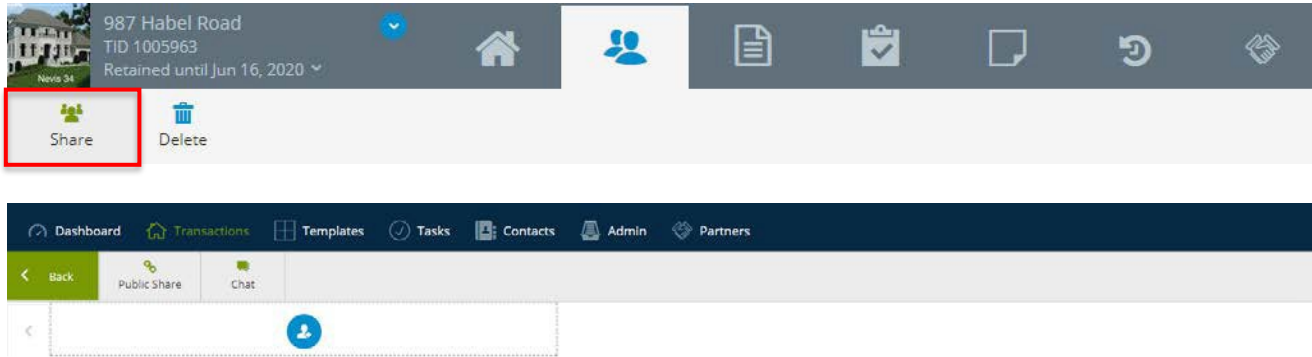 987 Habel Road
TID 1005963
Retained until Jun 16, 2020
Nevis 34
Share Delete
Dashboard Transactions Templates Tasks Contacts Admin Partners
Back Public Share Chat